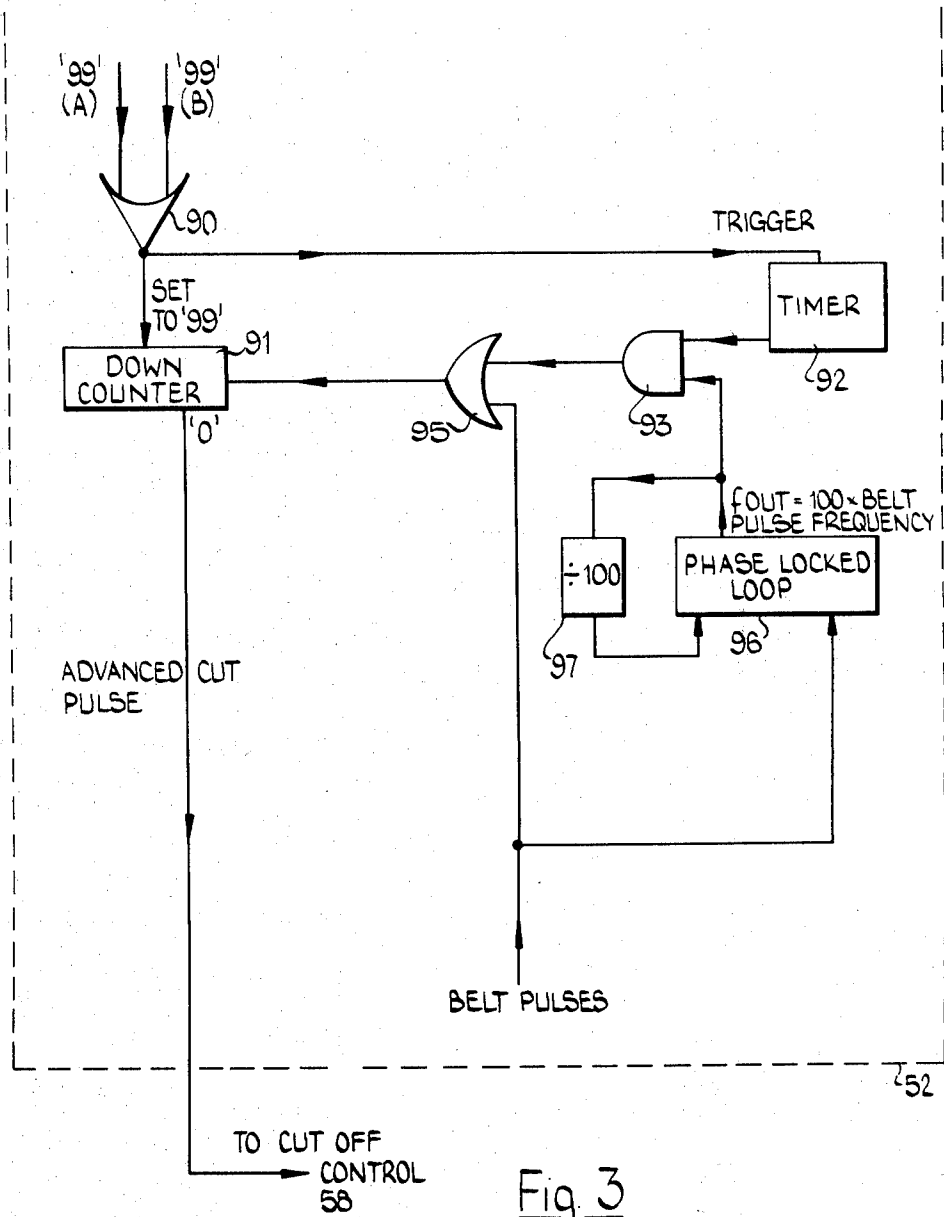 '99'
(A)
'99'
(B)
90
TRIGGER
TIMER
92
SET
TO '99'
91
DOWN
COUNTER
'0'
95
93
fOUT = 100 × BELT
PULSE FREQUENCY
÷100
97
PHASE LOCKED
LOOP
96
ADVANCED CUT
PULSE
BELT PULSES
52
TO CUT OFF
CONTROL
58
Fig. 3